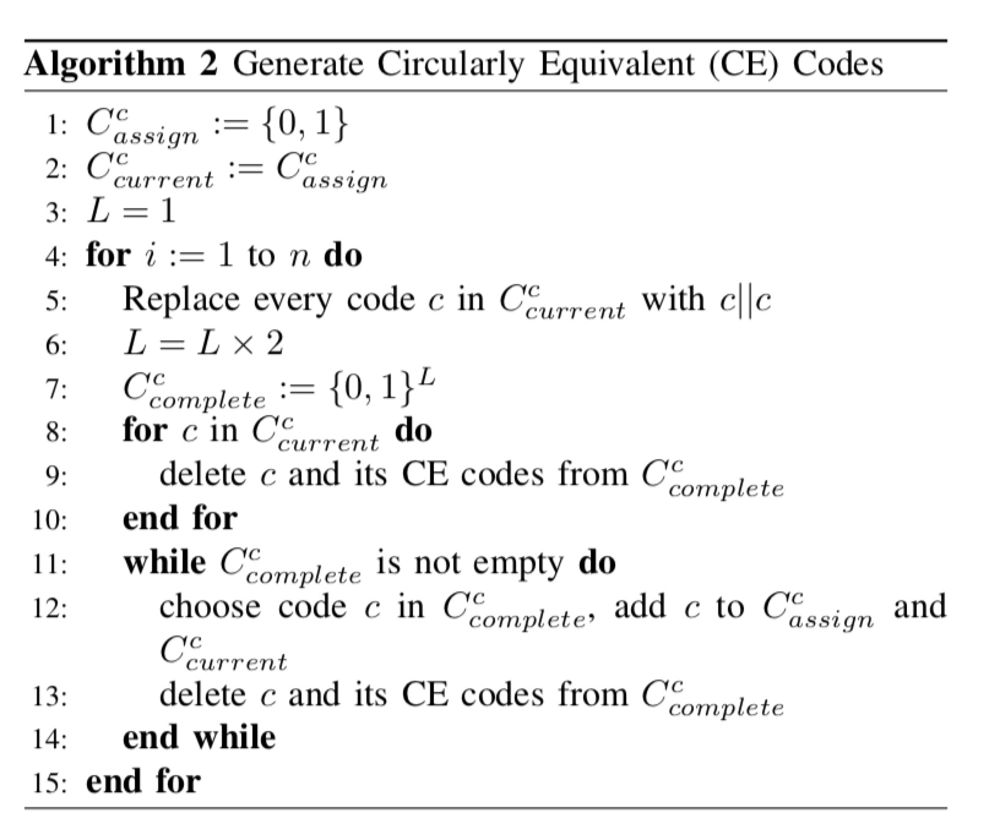 Algorithm 2 Generate Circularly Equivalent (CE) Codes
1: $C^c_{assign} := \{0, 1\}$
2: $C^c_{current} := C^c_{assign}$
3: $L = 1$
4: for $i := 1$ to $n$ do
5: Replace every code $c$ in $C^c_{current}$ with $c||c$
6: $L = L \times 2$
7: $C^c_{complete} := \{0, 1\}^L$
8: for $c$ in $C^c_{current}$ do
9: delete $c$ and its CE codes from $C^c_{complete}$
10: end for
11: while $C^c_{complete}$ is not empty do
12: choose code $c$ in $C^c_{complete}$, add $c$ to $C^c_{assign}$ and
$C^c_{current}$
13: delete $c$ and its CE codes from $C^c_{complete}$
14: end while
15: end for